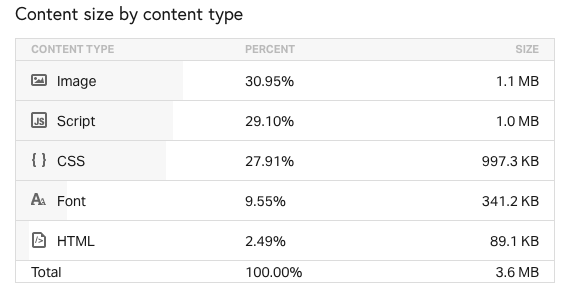 Content size by content type
CONTENT TYPE PERCENT SIZE
Image 30.95% 1.1 MB
JS Script 29.10% 1.0 MB
{ } CSS 27.91% 997.3 KB
AA Font 9.55% 341.2 KB
</> HTML 2.49% 89.1 KB
Total 100.00% 3.6 MB